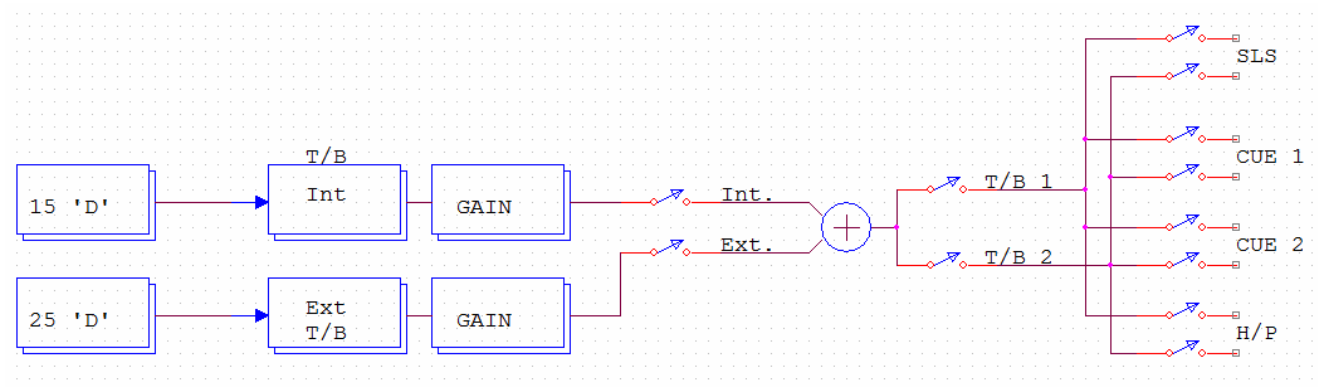 SLS
T/B
CUE 1
15 'D'
Int
GAIN
Int.
T/B 1
Ext.
T/B 2
CUE 2
25 'D'
Ext
T/B
GAIN
H/P